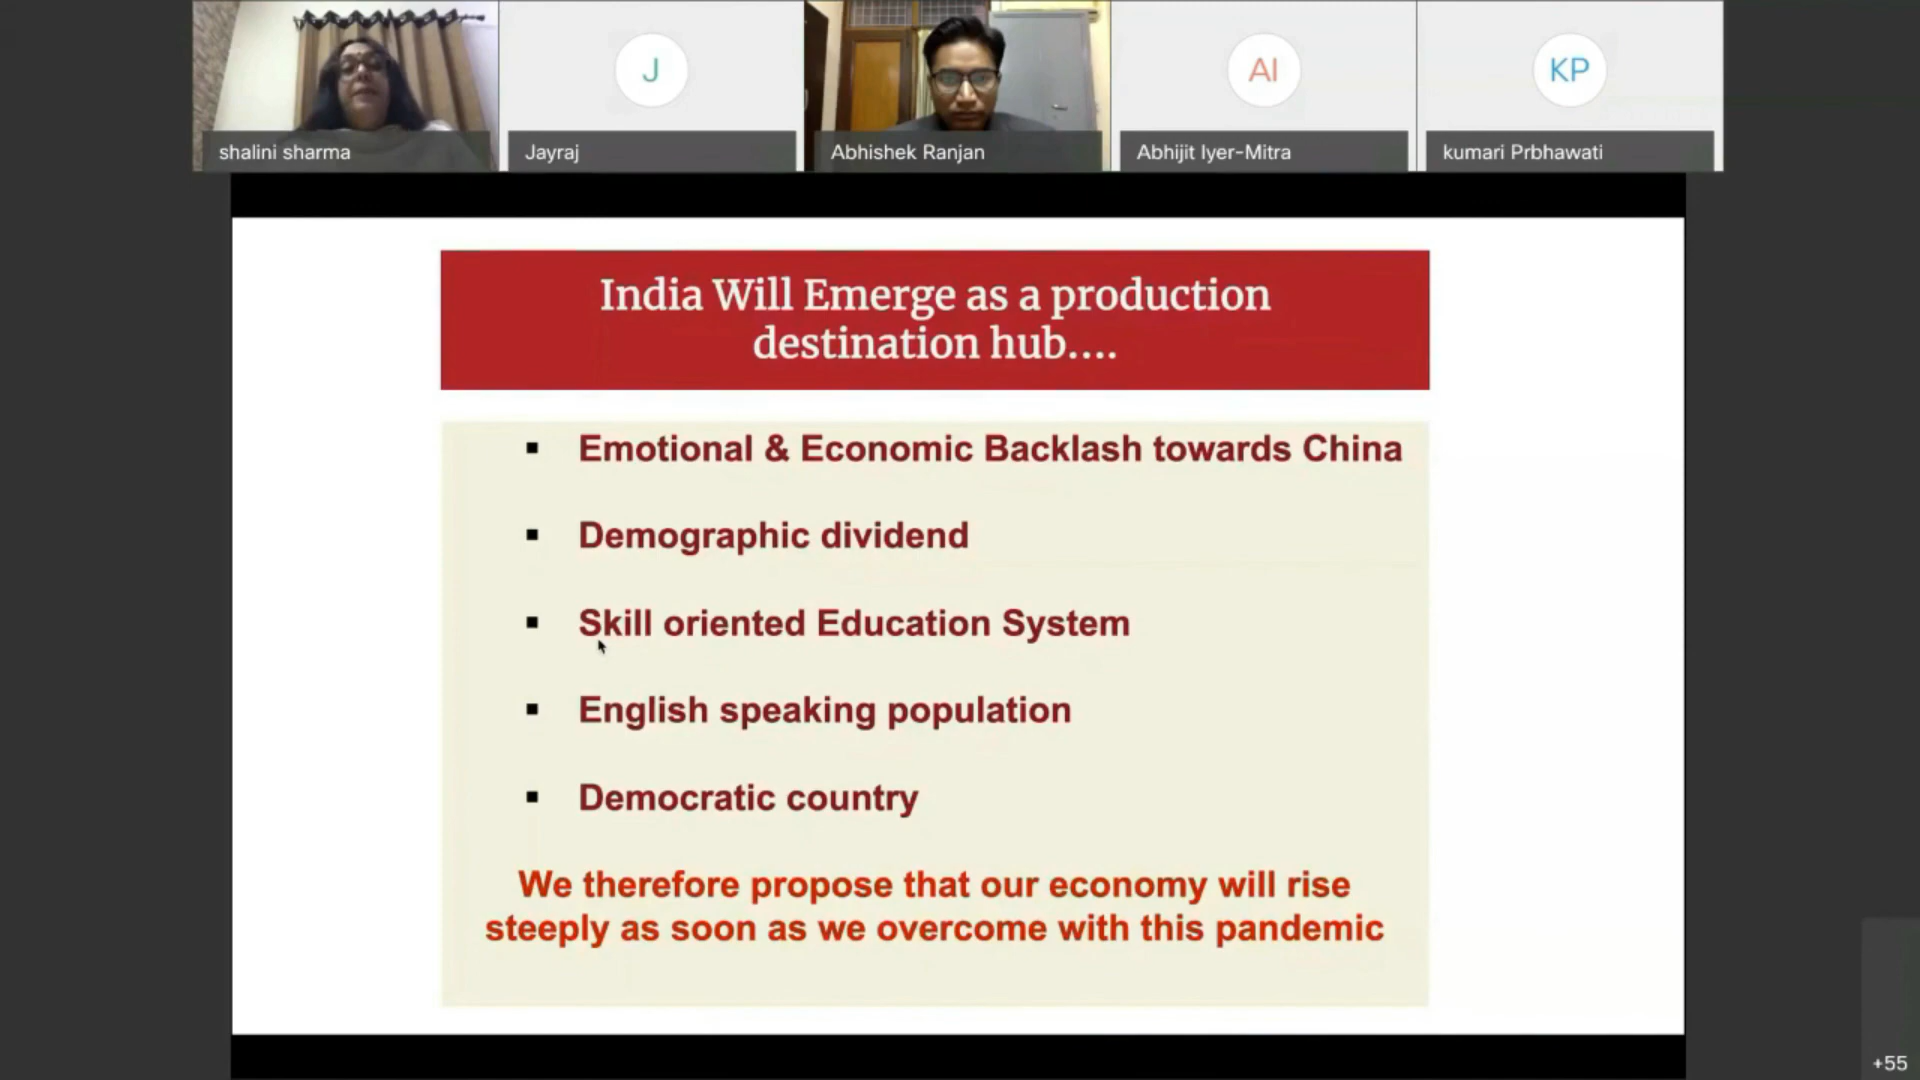 J
AI
KP
shalini sharma
Jayraj
Abhishek Ranjan
Abhijit Iyer-Mitra
kumari Prbhawati
India Will Emerge as a production
destination hub....
▪ Emotional & Economic Backlash towards China
▪ Demographic dividend
▪ Skill oriented Education System
▪ English speaking population
▪ Democratic country
We therefore propose that our economy will rise
steeply as soon as we overcome with this pandemic
+55